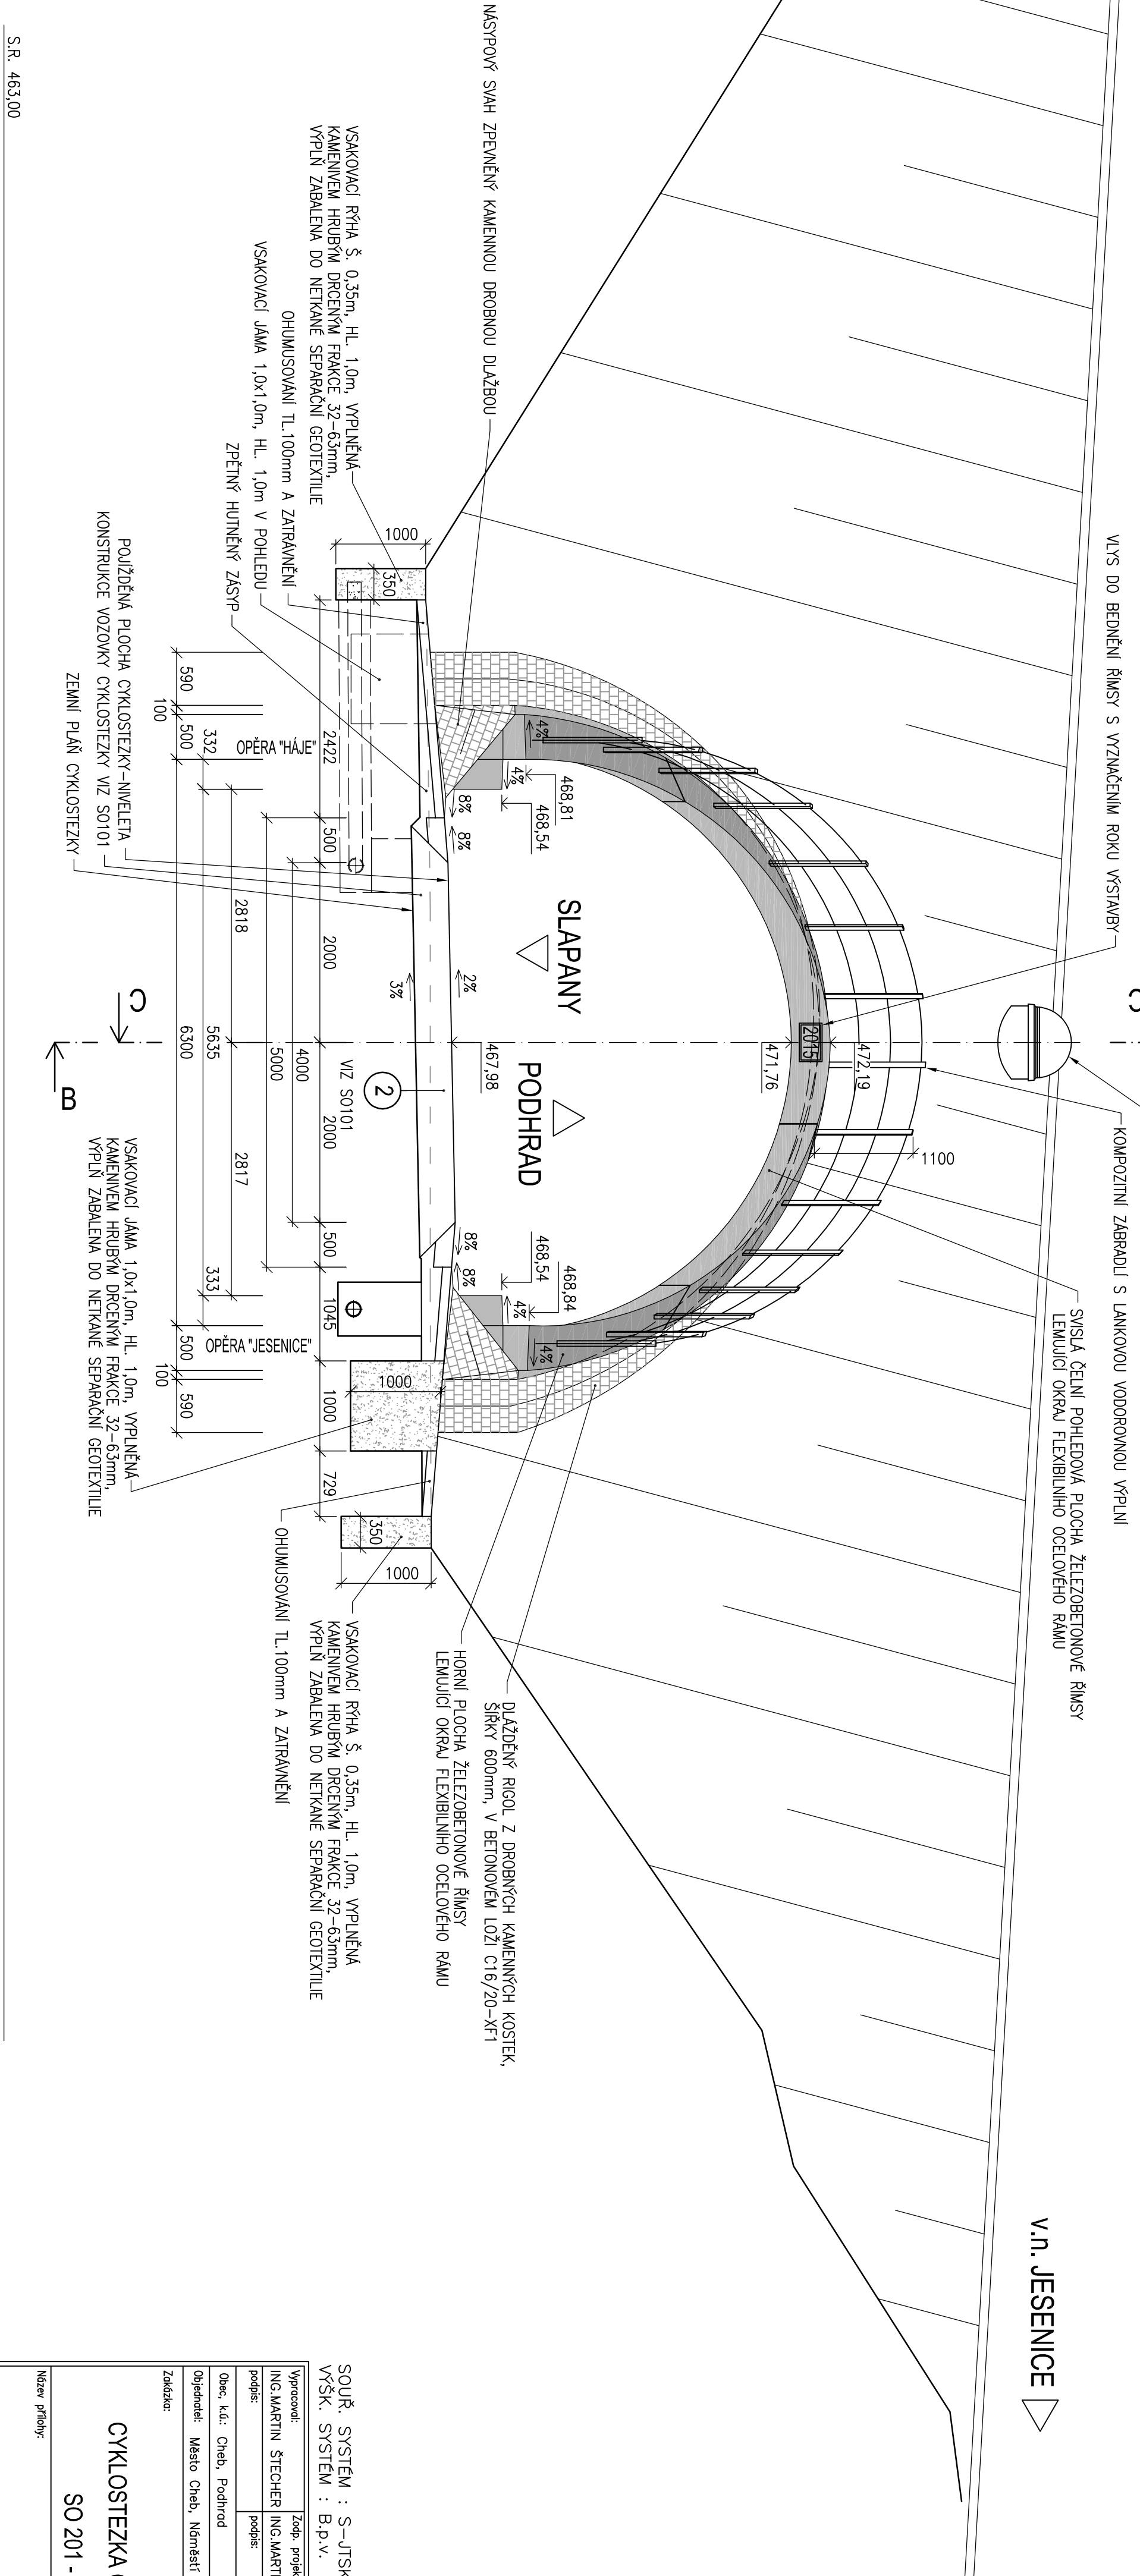 VLYS DO BEDNĚNÍ ŘÍMSY S VYZNAČENÍM ROKU VÝSTAVBY
KOMPOZITNÍ ZÁBRADLÍ S LANKOVOU VODOROVNOU VÝPLNÍ
SVISLÁ ČELNÍ POHLEDOVÁ PLOCHA ŽELEZOBETONOVÉ ŘÍMSY
LEMUJÍCÍ OKRAJ FLEXIBILNÍHO OCELOVÉHO RÁMU
v.n. JESENICE
C
2015
472,19
471,76
1100
SLAPANY
PODHRAD
NÁSYPOVÝ SVAH ZPEVNĚNÝ KAMENNOU DROBNOU DLAŽBOU
468,81
468,54
4%
4%
8%
8%
468,84
468,54
4%
4%
8%
8%
467,98
2%
3%
DLÁŽDĚNÝ RIGOL Z DROBNÝCH KAMENNÝCH KOSTEK,
ŠÍŘKY 600mm, V BETONOVÉM LOŽI C16/20-XF1
HORNÍ PLOCHA ŽELEZOBETONOVÉ ŘÍMSY
LEMUJÍCÍ OKRAJ FLEXIBILNÍHO OCELOVÉHO RÁMU
VSAKOVACÍ RÝHA Š. 0,35m, HL. 1,0m, VYPLNĚNÁ
KAMENIVEM HRUBÝM DRCENÝM FRAKCE 32-63mm,
VÝPLŇ ZABALENA DO NETKANÉ SEPARAČNÍ GEOTEXTILIE
OHUMUSOVÁNÍ TL.100mm A ZATRÁVNĚNÍ
VSAKOVACÍ JÁMA 1,0x1,0m, HL. 1,0m V POHLEDU
ZPĚTNÝ HUTNĚNÝ ZÁSYP
POJÍŽDĚNÁ PLOCHA CYKLOSTEZKY-NIVELETA
KONSTRUKCE VOZOVKY CYKLOSTEZKY VIZ SO101
ZEMNÍ PLÁŇ CYKLOSTEZKY
1000
350
1000
1000
350
VSAKOVACÍ RÝHA Š. 0,35m, HL. 1,0m, VYPLNĚNÁ
KAMENIVEM HRUBÝM DRCENÝM FRAKCE 32-63mm,
VÝPLŇ ZABALENA DO NETKANÉ SEPARAČNÍ GEOTEXTILIE
OHUMUSOVÁNÍ TL.100mm A ZATRÁVNĚNÍ
2
VIZ SO101
2422
500
2000
2000
500
1045
1000
729
4000
5000
OPĚRA "HÁJE"
OPĚRA "JESENICE"
2818
2817
332
5635
333
590
100
500
6300
500
100
590
C
B
VSAKOVACÍ JÁMA 1,0x1,0m, HL. 1,0m, VYPLNĚNÁ
KAMENIVEM HRUBÝM DRCENÝM FRAKCE 32-63mm,
VÝPLŇ ZABALENA DO NETKANÉ SEPARAČNÍ GEOTEXTILIE
S.R. 463,00
SOUŘ. SYSTÉM : S-JTSK
VÝŠK. SYSTÉM : B.p.v.
Vypracoval:
Zodp. projek
ING.MARTIN ŠTECHER
ING.MARTI
podpis:
podpis:
Obec, k.ú.: Cheb, Podhrad
Objednatel: Město Cheb, Náměstí
Zakázka:
CYKLOSTEZKA
SO 201 -
Název přílohy: